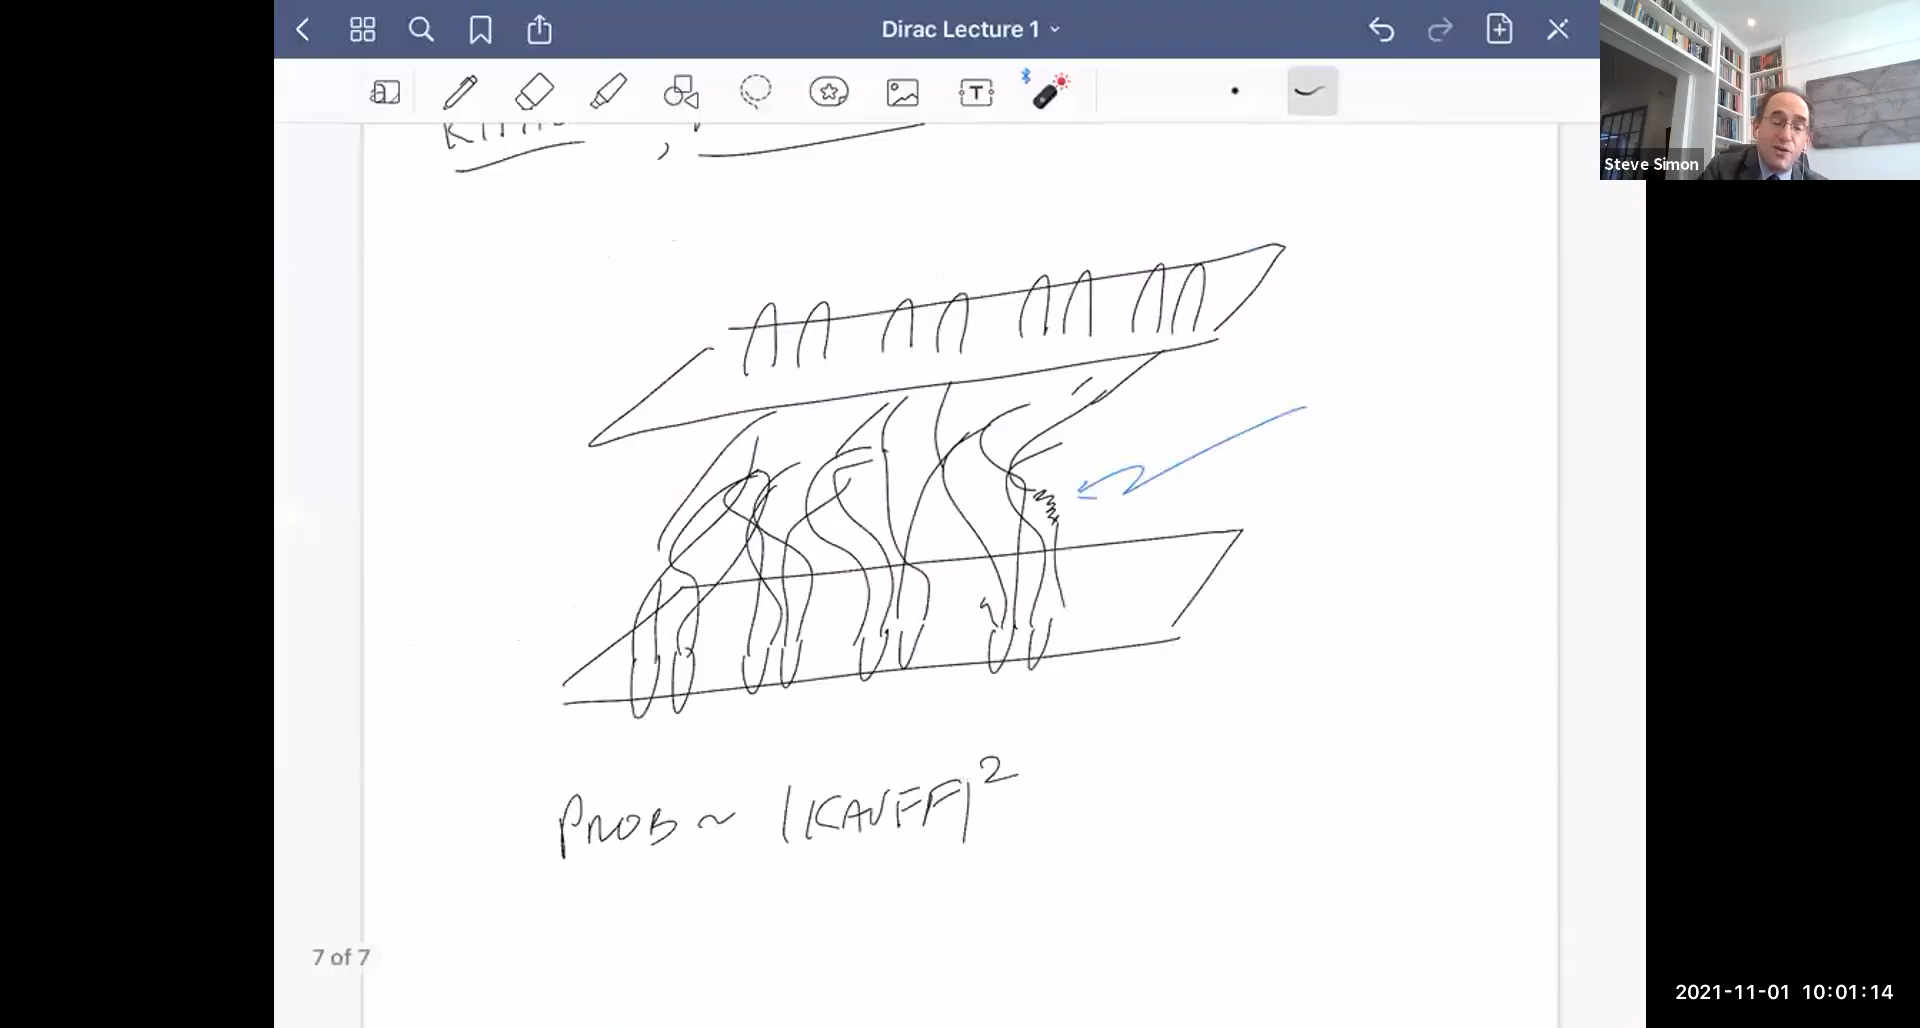 Dirac Lecture 1
T
Steve Simon
PROB ~ |KAUFF|²
7 of 7
2021-11-01 10:01:14